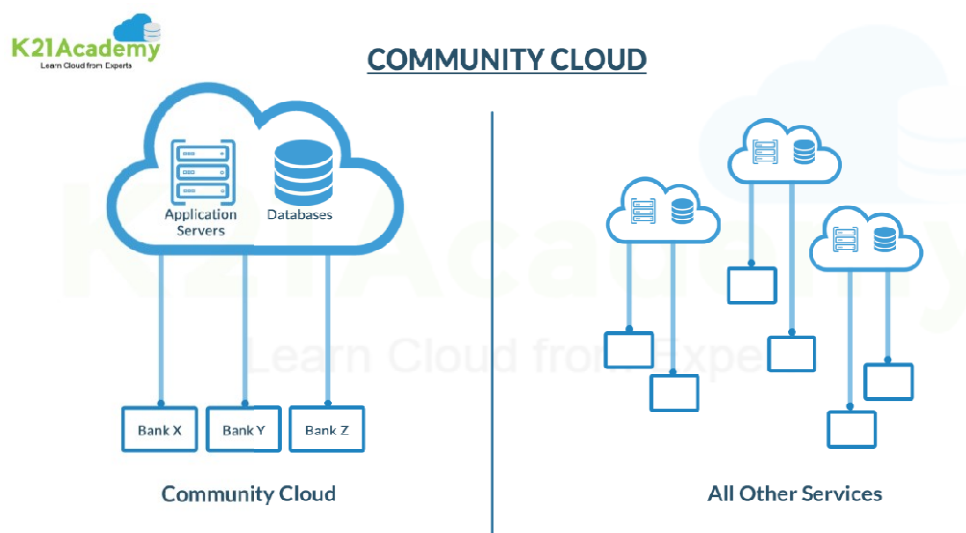 K21Academy
Learn Cloud from Experts
COMMUNITY CLOUD
Application
Servers
Databases
Bank X
Bank Y
Bank Z
Community Cloud
All Other Services
K21Academy
Learn Cloud from Expe